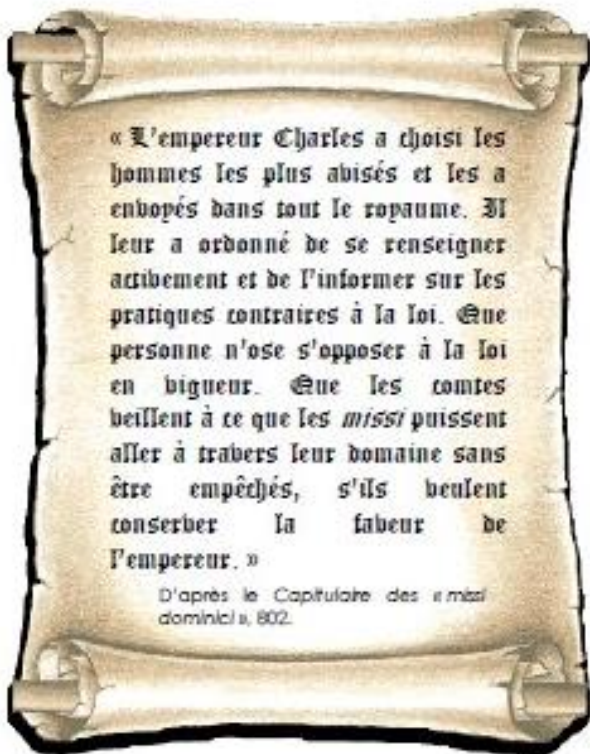 « L'empereur Charles a choisi les
hommes les plus avisés et les a
envoyés dans tout le royaume. Il
leur a ordonné de se renseigner
activement et de l'informer sur les
pratiques contraires à la loi. Que
personne n'ose s'opposer à la loi
en vigueur. Que les comtes
veillent à ce que les missi puissent
aller à travers leur domaine sans
être empêchés, s'ils veulent
conserver la faveur de
l'empereur. »
D'après le Capitulaire des « missi
dominici », 802.